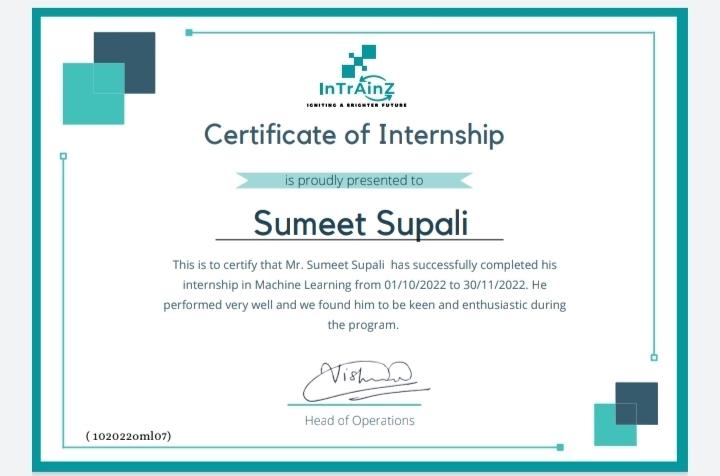 InTrAinZ
IGNITING A BRIGHTER FUTURE
Certificate of Internship
is proudly presented to
Sumeet Supali
This is to certify that Mr. Sumeet Supali has successfully completed his
internship in Machine Learning from 01/10/2022 to 30/11/2022. He
performed very well and we found him to be keen and enthusiastic during
the program.
Head of Operations
( 102022oml07)